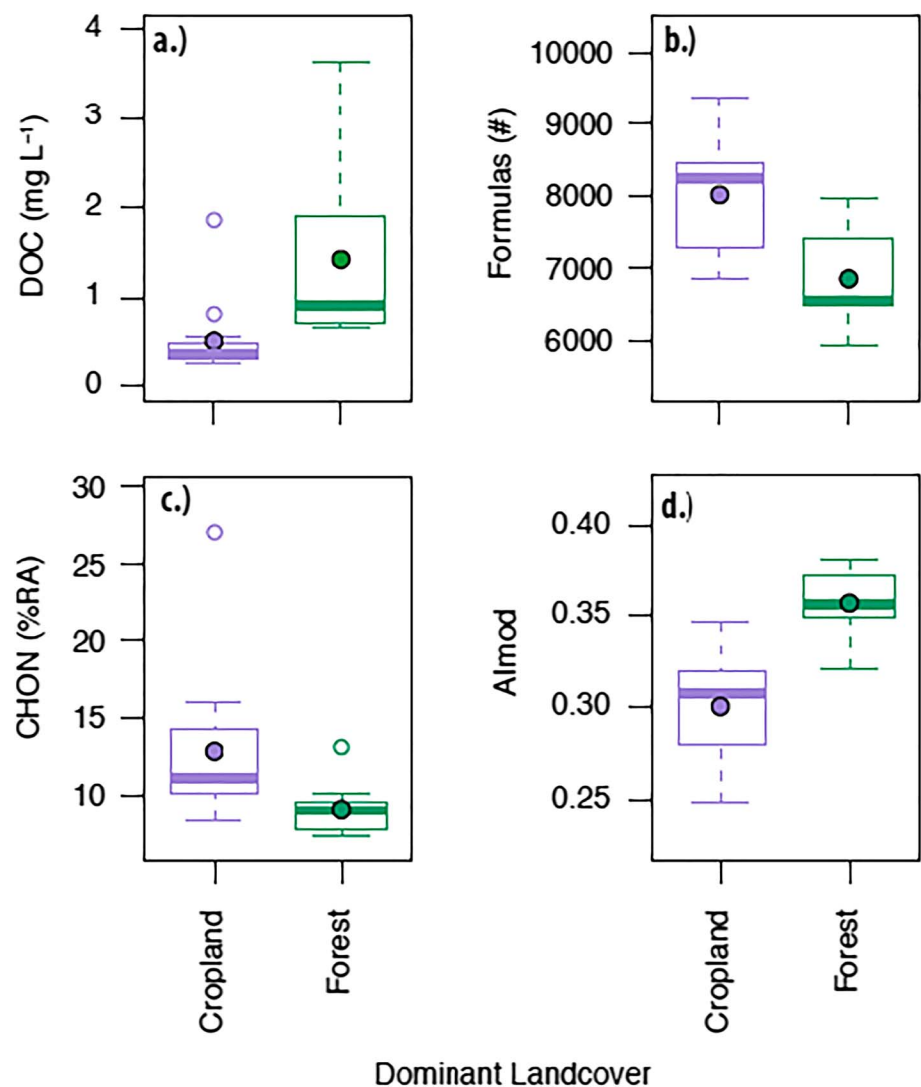 a.)
DOC (mg L⁻¹)
4
3
2
1
0
b.)
Formulas (#)
10000
9000
8000
7000
6000
c.)
CHON (%RA)
30
25
20
15
10
d.)
AImod
0.40
0.35
0.30
0.25
Cropland
Forest
Cropland
Forest
Dominant Landcover